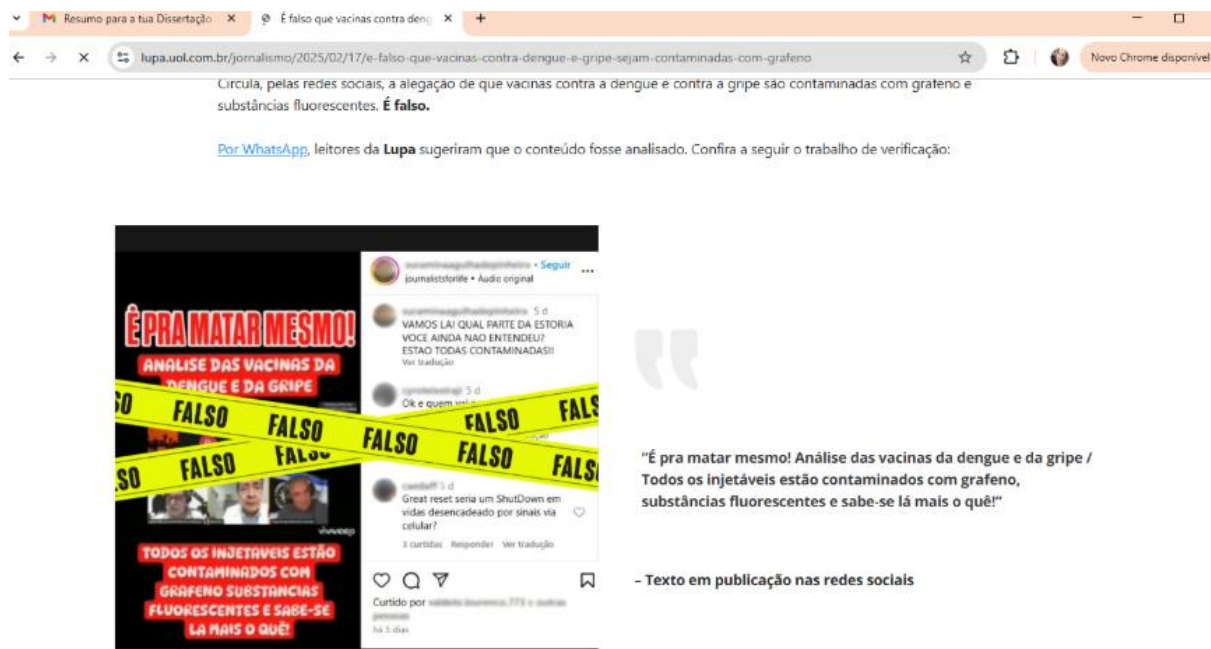 Resumo para a tua Dissertação
É falso que vacinas contra deng
lupa.uol.com.br/jornalismo/2025/02/17/e-falso-que-vacinas-contra-dengue-e-gripe-sejam-contaminadas-com-grafeno
Novo Chrome disponível
Circula, pelas redes sociais, a alegação de que vacinas contra a dengue e contra a gripe são contaminadas com grafeno e
substâncias fluorescentes. É falso.
Por WhatsApp, leitores da Lupa sugeriram que o conteúdo fosse analisado. Confira a seguir o trabalho de verificação:
É PRA MATAR MESMO!
ANALISE DAS VACINAS DA
DENGUE E DA GRIPE
SO FALSO FALSO FALSO FALSO FALS
SO FALSO FALSO FALSO FALSO FALS
TODOS OS INJETAVEIS ESTÃO
CONTAMINADOS COM
GRAFENO SUBSTANCIAS
FLUORESCENTES E SABE-SE
LA MAIS O QUÊ!
• Seguir
journalistsforlife • Áudio original
5 d
VAMOS LAI QUAL PARTE DA ESTORIA
VOCE AINDA NAO ENTENDEU?
ESTAO TODAS CONTAMINADAS!!
Ver tradução
5 d
Ok e quem
5 d
Great reset seria um ShutDown em
vidas desencadeado por sinais via
celular?
3 curtidas Responder Ver tradução
Curtido por
há 5 dias
"É pra matar mesmo! Análise das vacinas da dengue e da gripe /
Todos os injetáveis estão contaminados com grafeno,
substâncias fluorescentes e sabe-se lá mais o quê!"
– Texto em publicação nas redes sociais